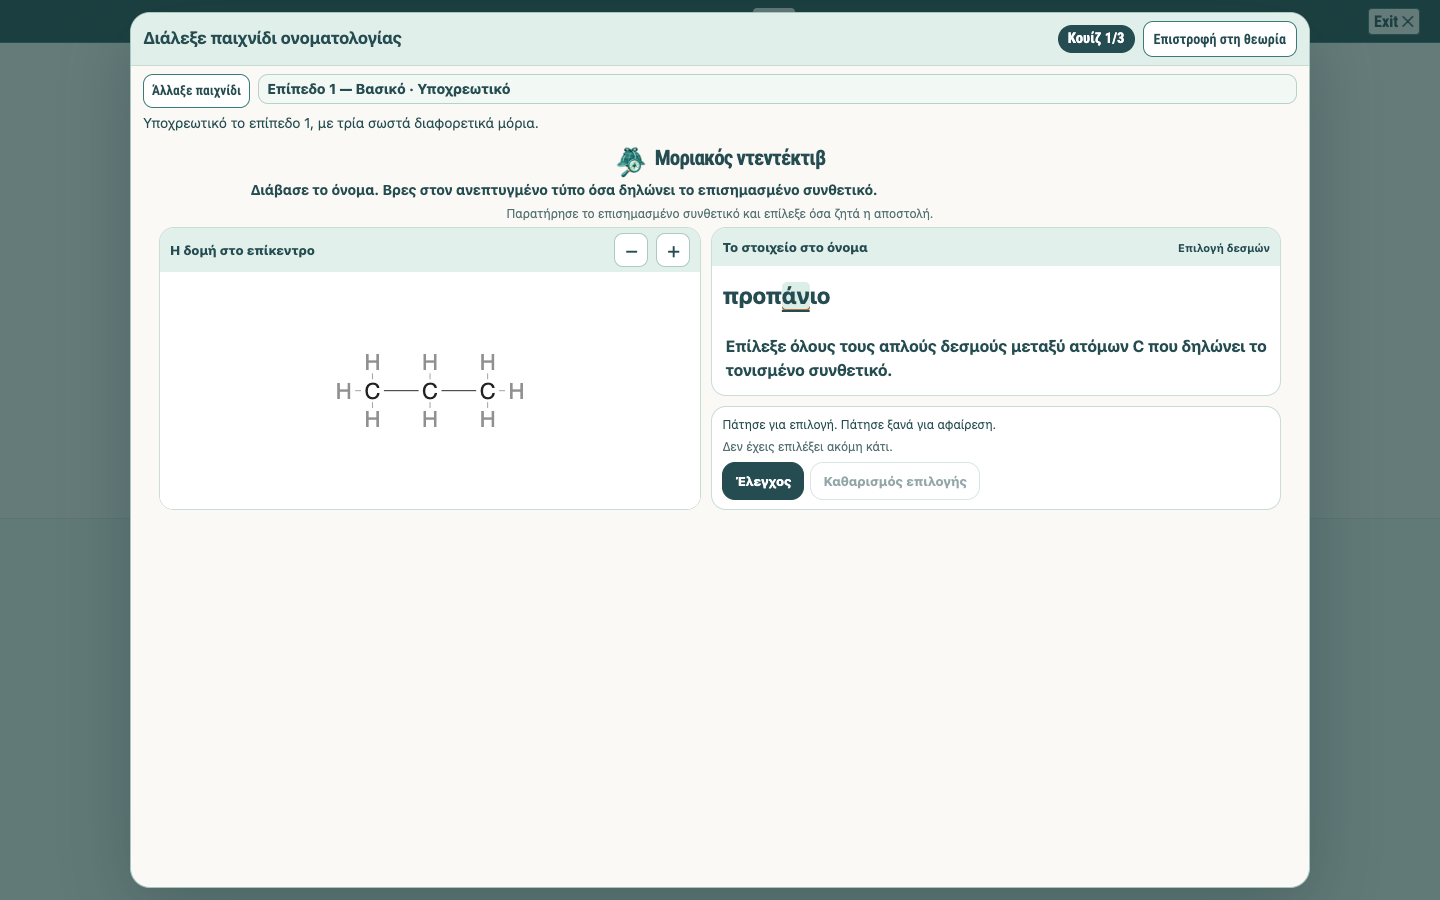 Exit ×
Διάλεξε παιχνίδι ονοματολογίας
Κουίζ 1/3
Επιστροφή στη θεωρία
Άλλαξε παιχνίδι
Επίπεδο 1 — Βασικό · Υποχρεωτικό
Υποχρεωτικό το επίπεδο 1, με τρία σωστά διαφορετικά μόρια.
Μοριακός ντεντέκτιβ
Διάβασε το όνομα. Βρες στον ανεπτυγμένο τύπο όσα δηλώνει το επισημασμένο συνθετικό.
Παρατήρησε το επισημασμένο συνθετικό και επίλεξε όσα ζητά η αποστολή.
Η δομή στο επίκεντρο
− +
H H H
H C C C H
H H H
Το στοιχείο στο όνομα
Επιλογή δεσμών
προπάνιο
Επίλεξε όλους τους απλούς δεσμούς μεταξύ ατόμων C που δηλώνει το
τονισμένο συνθετικό.
Πάτησε για επιλογή. Πάτησε ξανά για αφαίρεση.
Δεν έχεις επιλέξει ακόμη κάτι.
Έλεγχος
Καθαρισμός επιλογής